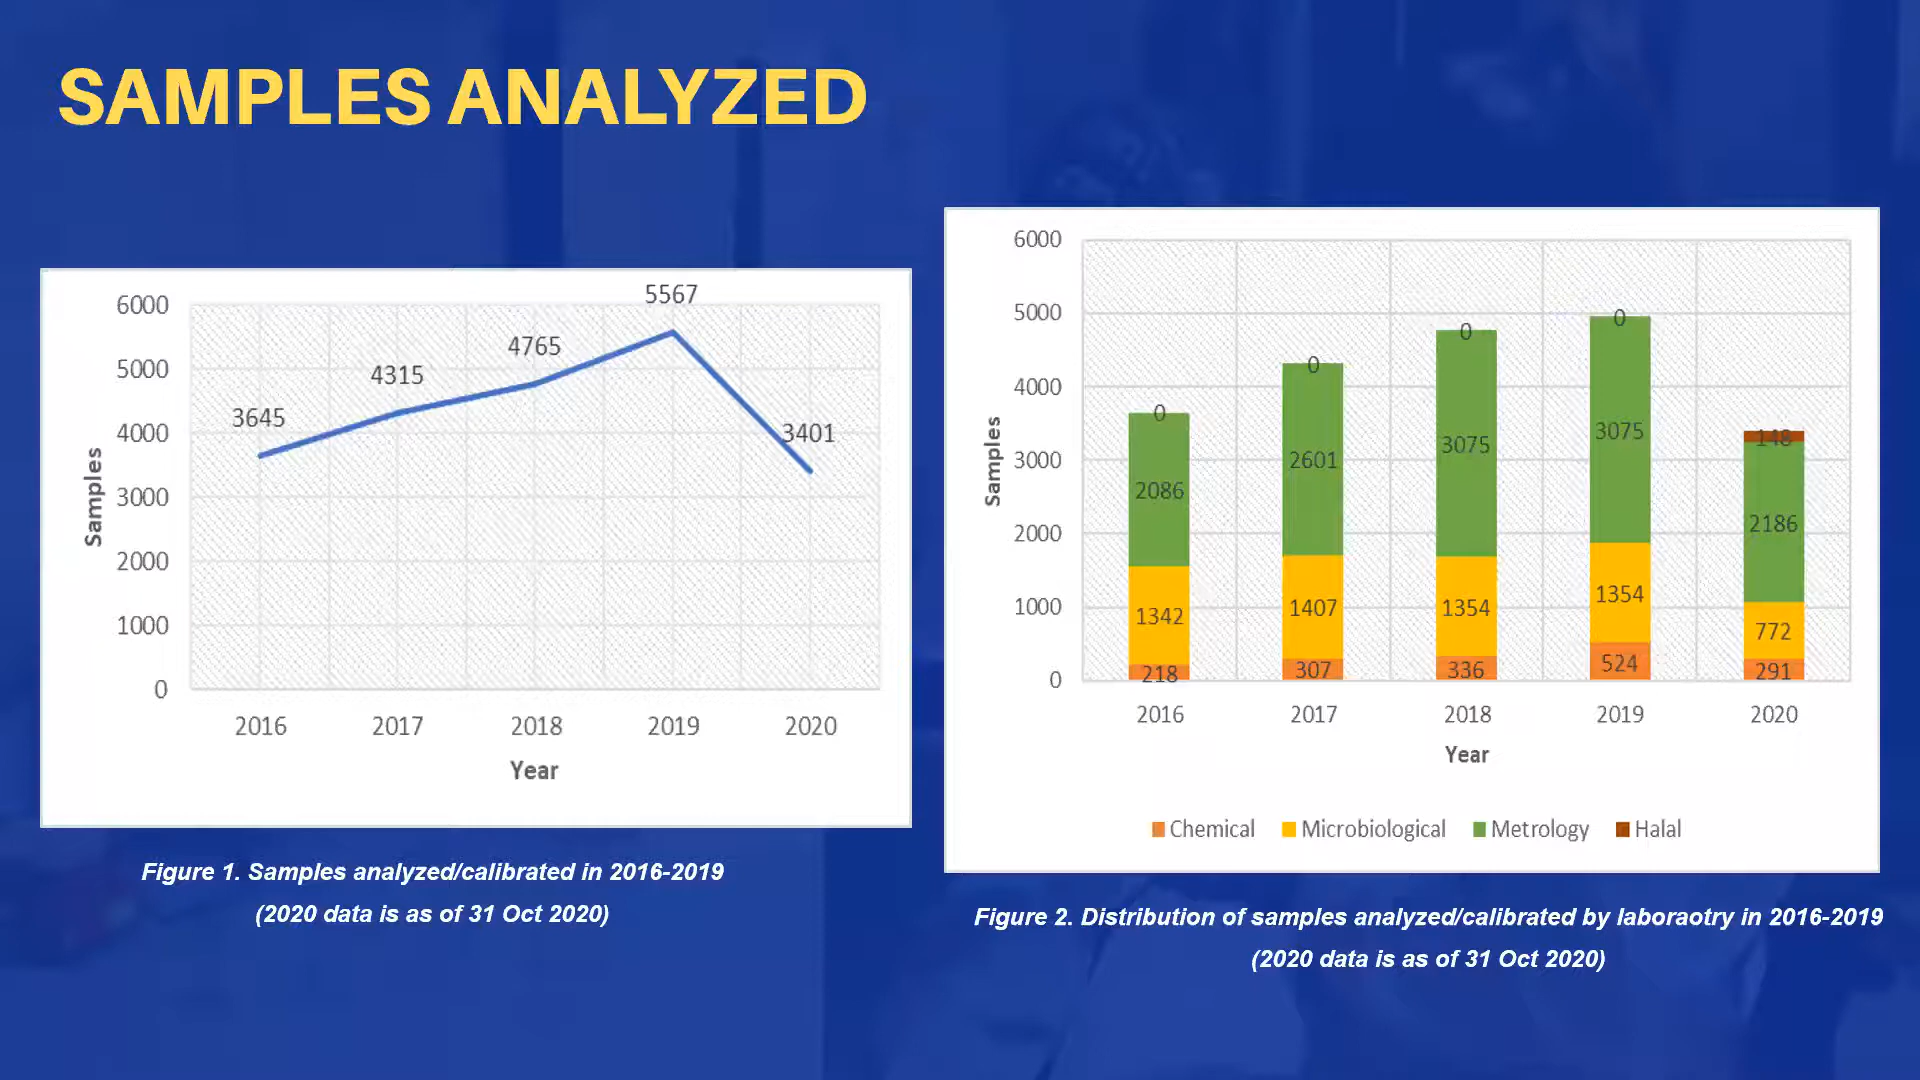 SAMPLES ANALYZED
6000
5000
4000
3000
2000
1000
0
Samples
3645
4315
4765
5567
3401
2016 2017 2018 2019 2020
Year
Figure 1. Samples analyzed/calibrated in 2016-2019
(2020 data is as of 31 Oct 2020)
6000
5000
4000
3000
2000
1000
0
Samples
0 0 0 0 148
2086 2601 3075 3075 2186
1342 1407 1354 1354 772
218 307 336 524 291
2016 2017 2018 2019 2020
Year
Chemical Microbiological Metrology Halal
Figure 2. Distribution of samples analyzed/calibrated by laboraotry in 2016-2019
(2020 data is as of 31 Oct 2020)